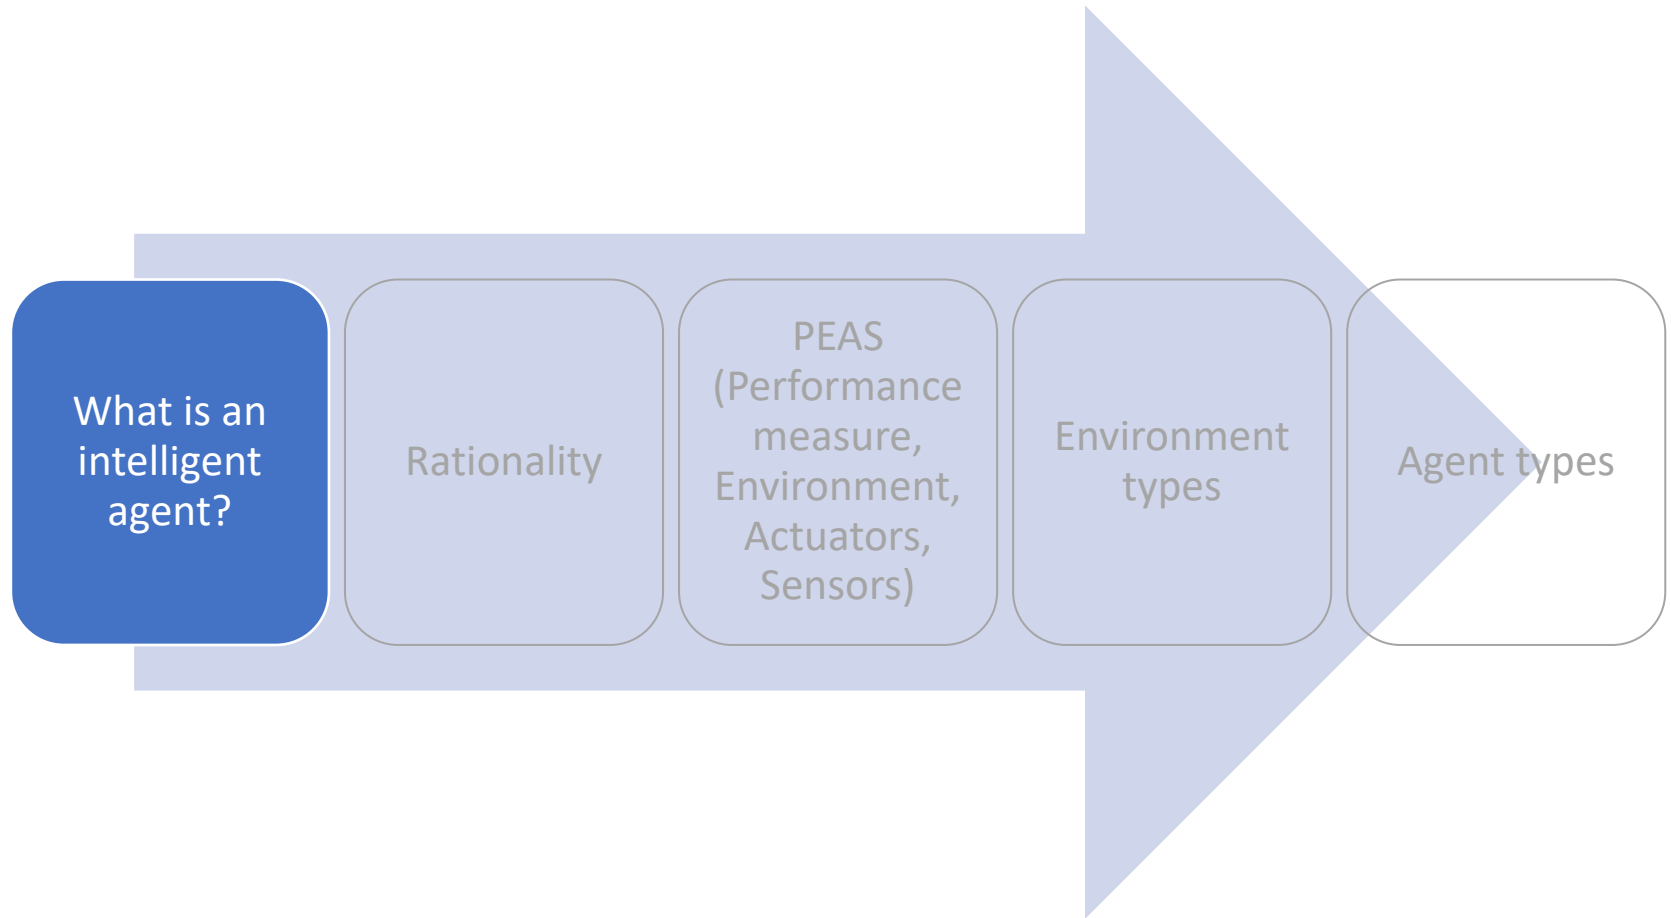 What is an
intelligent
agent?
Rationality
PEAS
(Performance
measure,
Environment,
Actuators,
Sensors)
Environment
types
Agent types